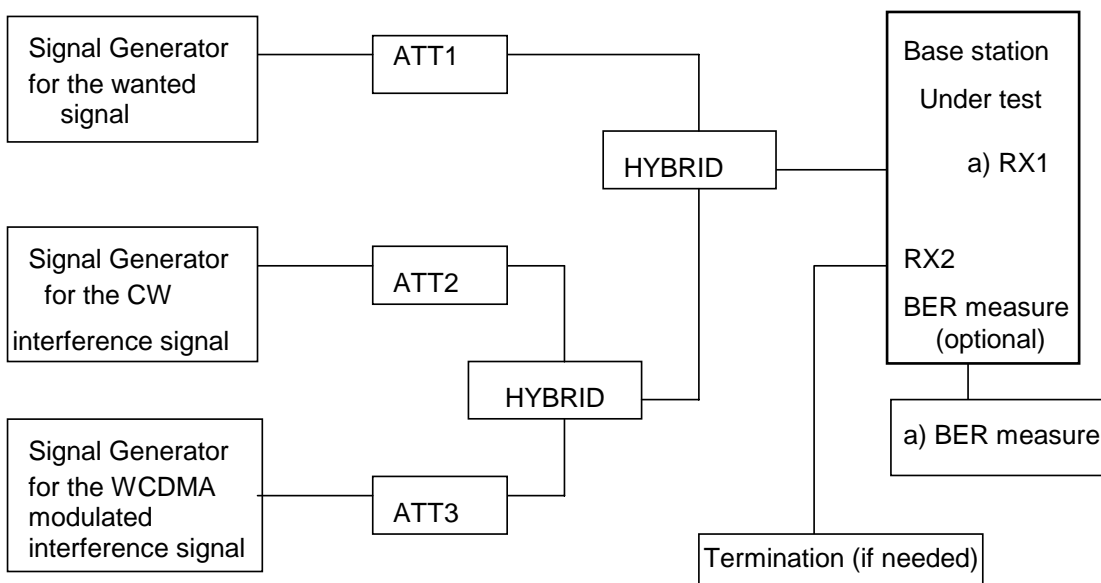 Signal Generator
for the wanted
signal
ATT1
HYBRID
Base station
Under test
a) RX1
RX2
BER measure
(optional)
Signal Generator
for the CW
interference signal
ATT2
HYBRID
a) BER measure
Signal Generator
for the WCDMA
modulated
interference signal
ATT3
Termination (if needed)